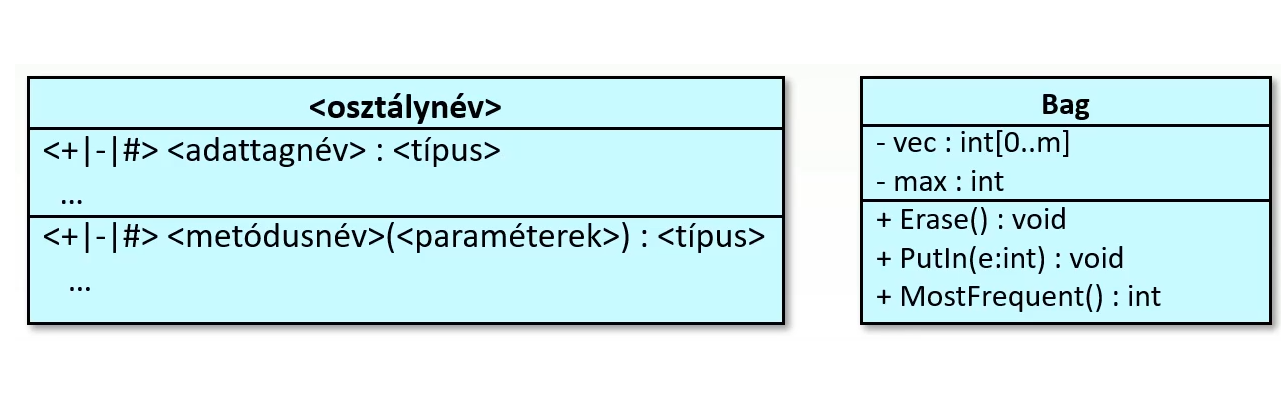 <osztálynév>
<+|-|#> <adattagnév> : <típus>
...
<+|-|#> <metódusnév>(<paraméterek>) : <típus>
...
Bag
- vec : int[0..m]
- max : int
+ Erase() : void
+ PutIn(e:int) : void
+ MostFrequent() : int